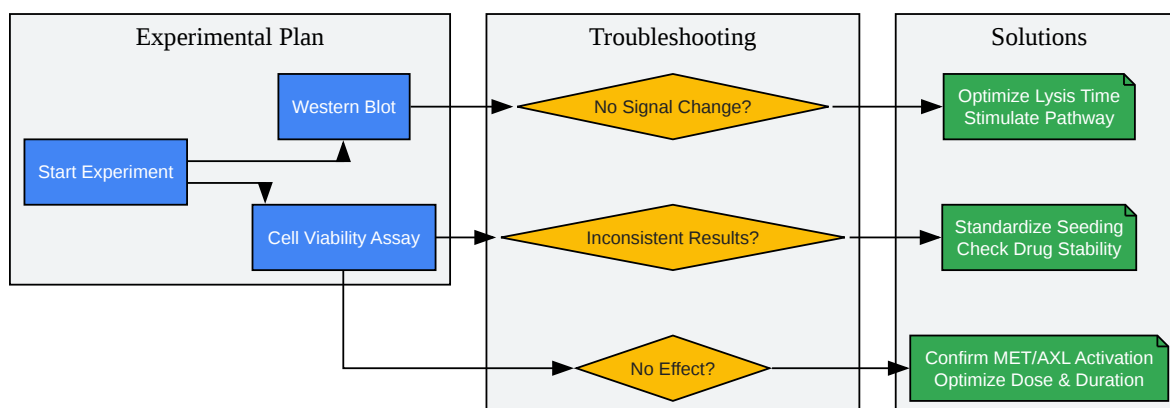 Experimental Plan
Troubleshooting
Solutions
Western Blot
No Signal Change?
Optimize Lysis Time
Stimulate Pathway
Start Experiment
Cell Viability Assay
Inconsistent Results?
Standardize Seeding
Check Drug Stability
No Effect?
Confirm MET/AXL Activation
Optimize Dose & Duration